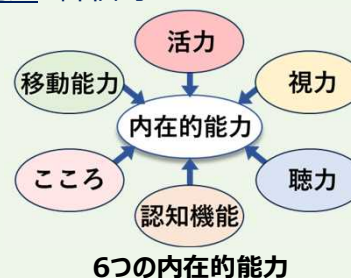 活力
移動能力
視力
内在的能力
こころ
聴力
認知機能
6つの内在的能力